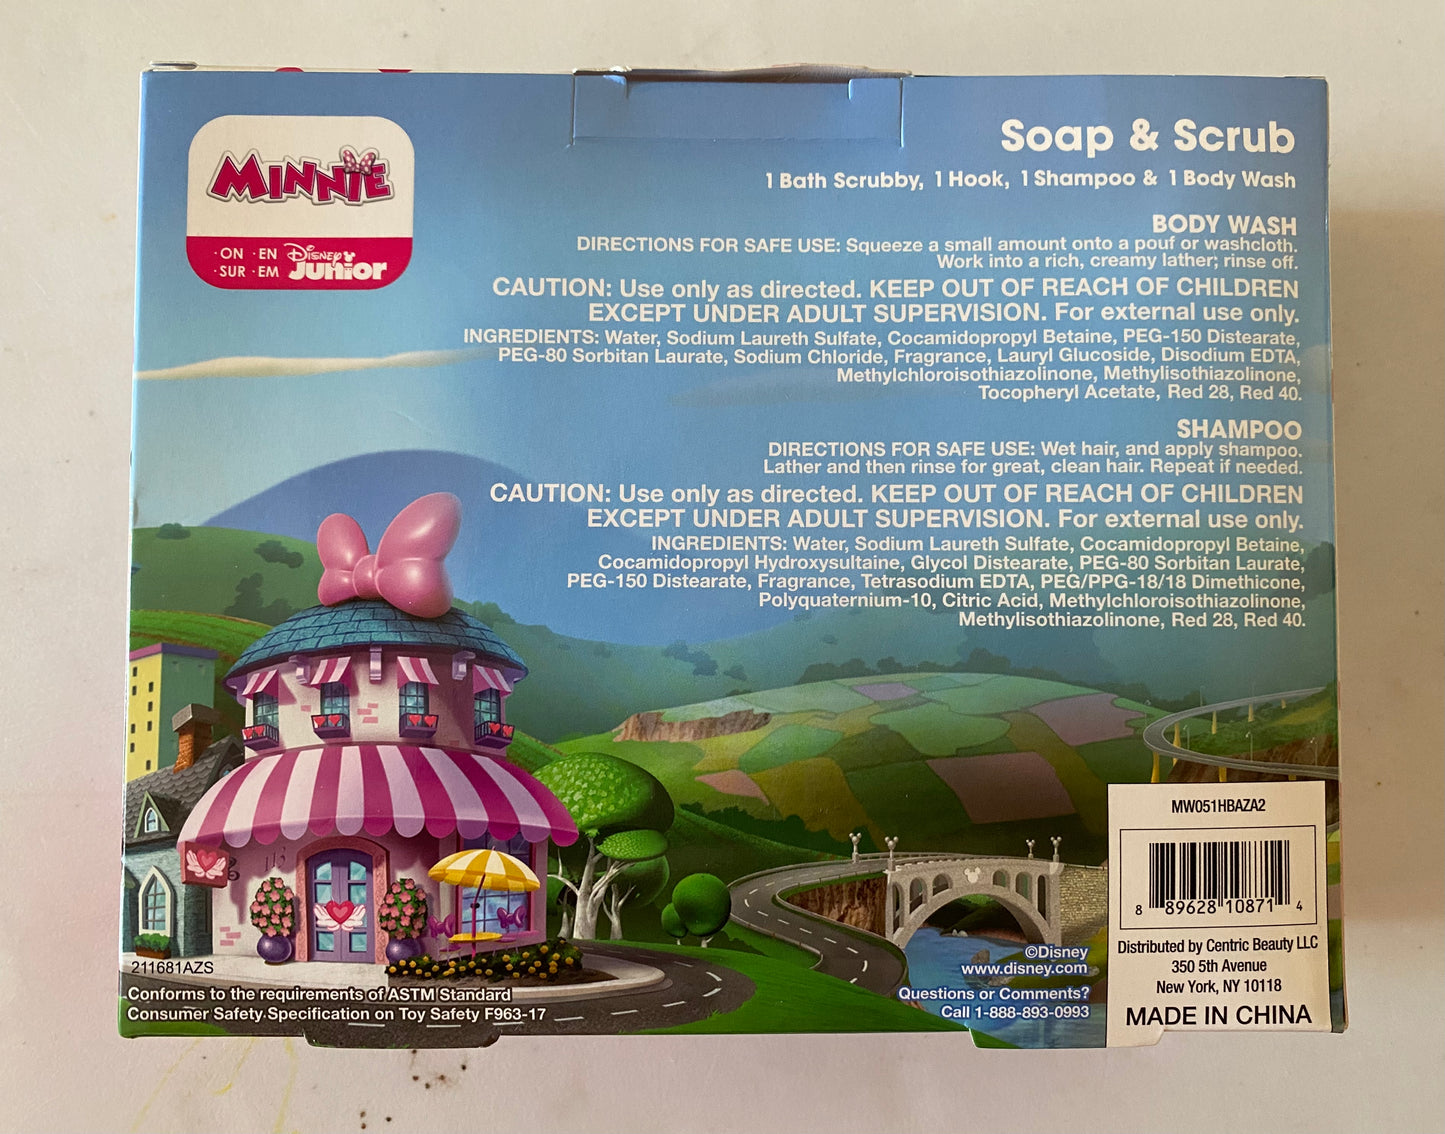 MINNIE
· ON · EN
· SUR · EM
Disney
Junior
Soap & Scrub
1 Bath Scrubby, 1 Hook, 1 Shampoo & 1 Body Wash
BODY WASH
DIRECTIONS FOR SAFE USE: Squeeze a small amount onto a pouf or washcloth.
Work into a rich, creamy lather; rinse off.
CAUTION: Use only as directed. KEEP OUT OF REACH OF CHILDREN
EXCEPT UNDER ADULT SUPERVISION. For external use only.
INGREDIENTS: Water, Sodium Laureth Sulfate, Cocamidopropyl Betaine, PEG-150 Distearate,
PEG-80 Sorbitan Laurate, Sodium Chloride, Fragrance, Lauryl Glucoside, Disodium EDTA,
Methylchloroisothiazolinone, Methylisothiazolinone,
Tocopheryl Acetate, Red 28, Red 40.
SHAMPOO
DIRECTIONS FOR SAFE USE: Wet hair, and apply shampoo.
Lather and then rinse for great, clean hair. Repeat if needed.
CAUTION: Use only as directed. KEEP OUT OF REACH OF CHILDREN
EXCEPT UNDER ADULT SUPERVISION. For external use only.
INGREDIENTS: Water, Sodium Laureth Sulfate, Cocamidopropyl Betaine,
Cocamidopropyl Hydroxysultaine, Glycol Distearate, PEG-80 Sorbitan Laurate,
PEG-150 Distearate, Fragrance, Tetrasodium EDTA, PEG/PPG-18/18 Dimethicone,
Polyquaternium-10, Citric Acid, Methylchloroisothiazolinone,
Methylisothiazolinone, Red 28, Red 40.
211681AZS
Conforms to the requirements of ASTM Standard
Consumer Safety Specification on Toy Safety F963-17
©Disney
www.disney.com
Questions or Comments?
Call 1-888-893-0993
MW051HBAZA2
8 89628 10871 4
Distributed by Centric Beauty LLC
350 5th Avenue
New York, NY 10118
MADE IN CHINA